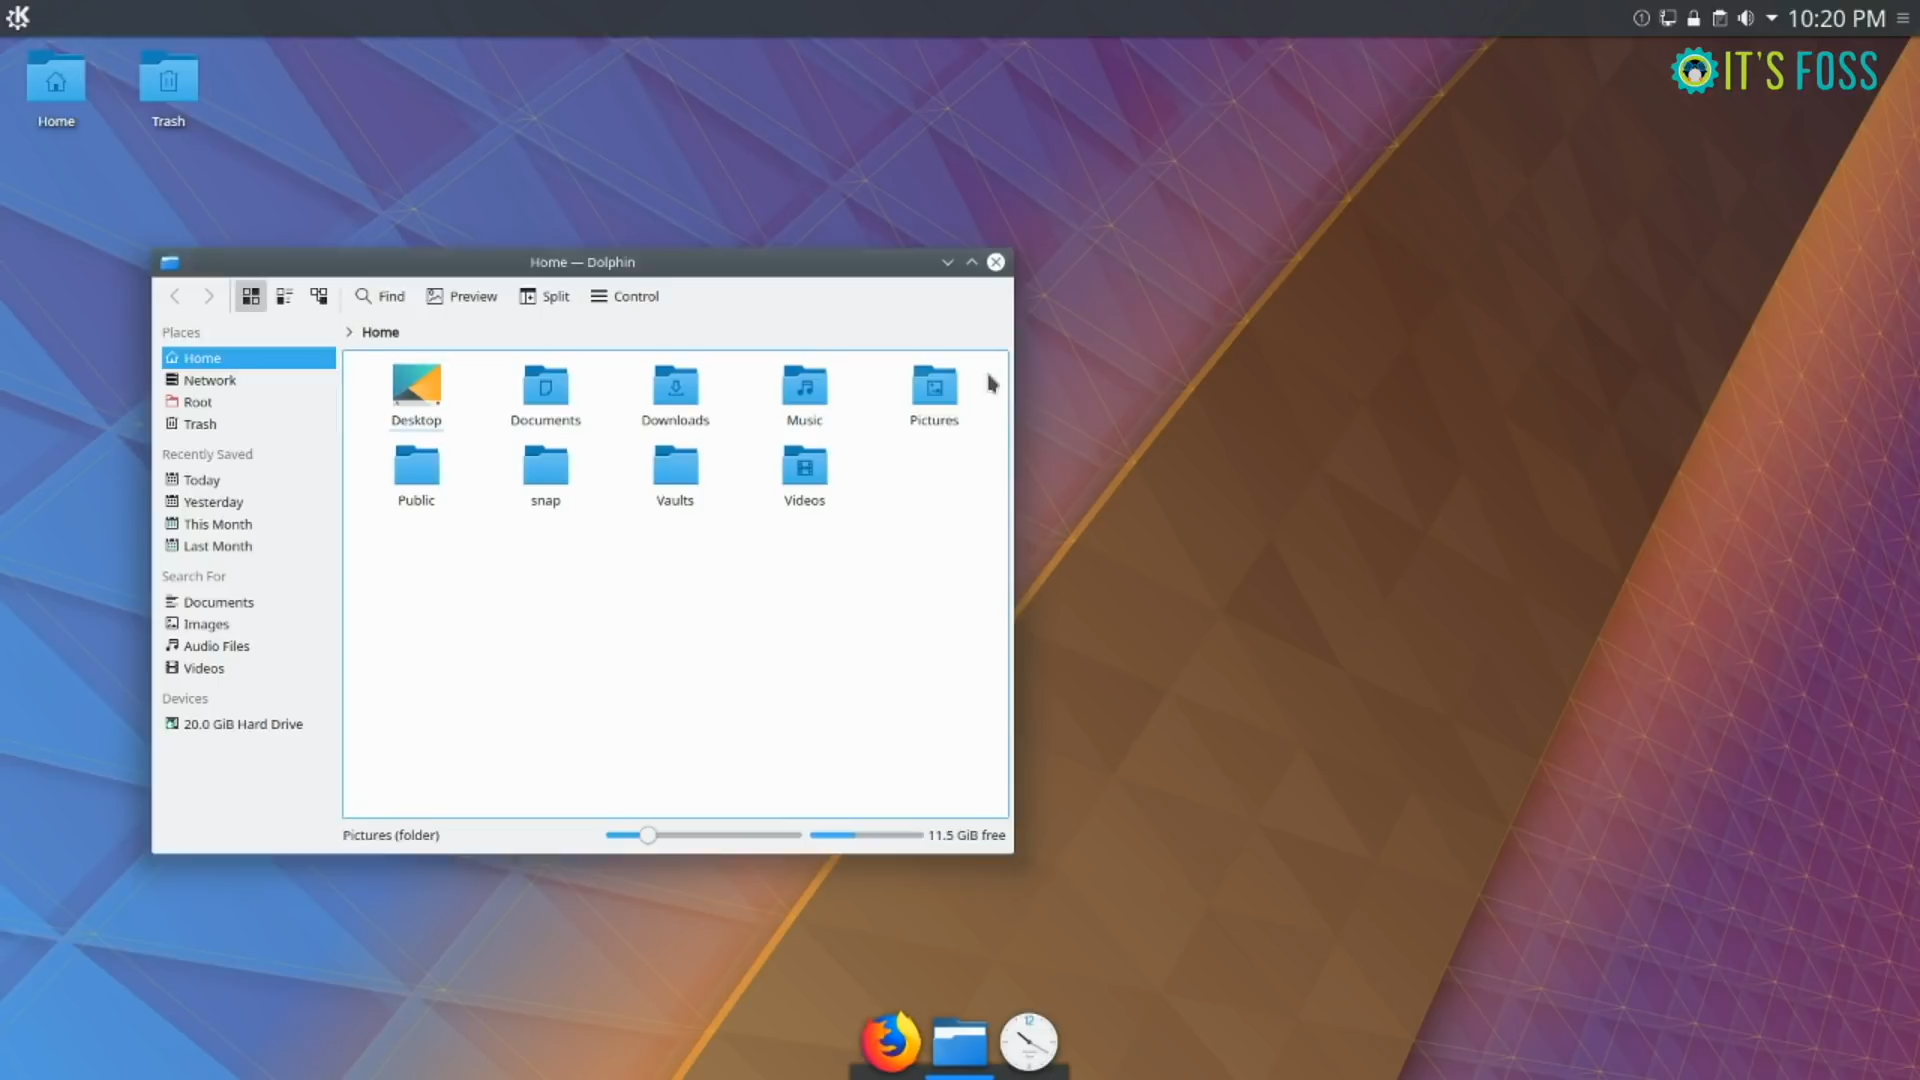 10:20 PM
IT'S FOSS
Home
Trash
Home — Dolphin
Find
Preview
Split
Control
Places
Home
Network
Root
Trash
Recently Saved
Today
Yesterday
This Month
Last Month
Search For
Documents
Images
Audio Files
Videos
Devices
20.0 GiB Hard Drive
Home
Desktop
Documents
Downloads
Music
Pictures
Public
snap
Vaults
Videos
Pictures (folder)
11.5 GiB free
12